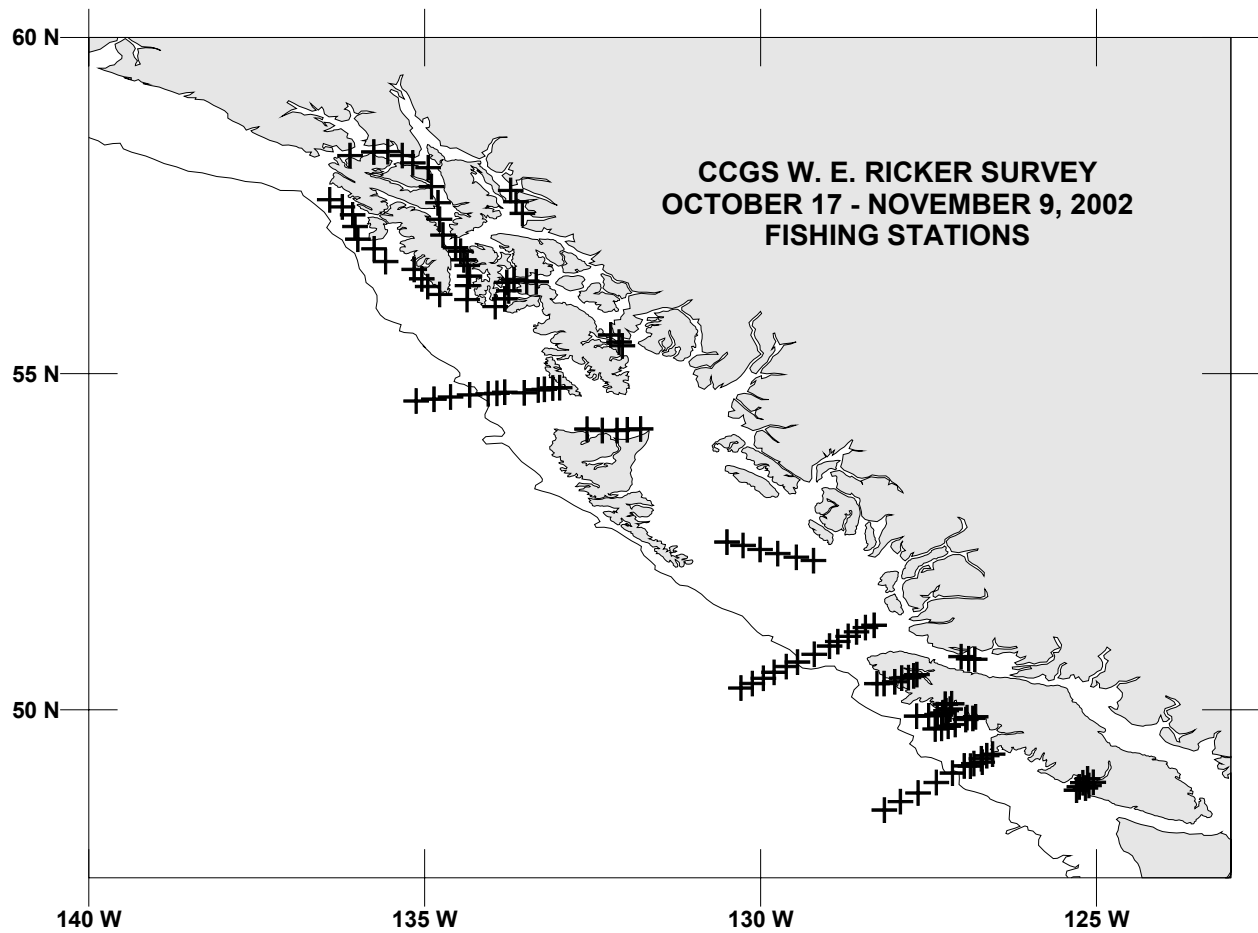 60 N
CCGS W. E. RICKER SURVEY
OCTOBER 17 - NOVEMBER 9, 2002
FISHING STATIONS
55 N
50 N
140 W
135 W
130 W
125 W